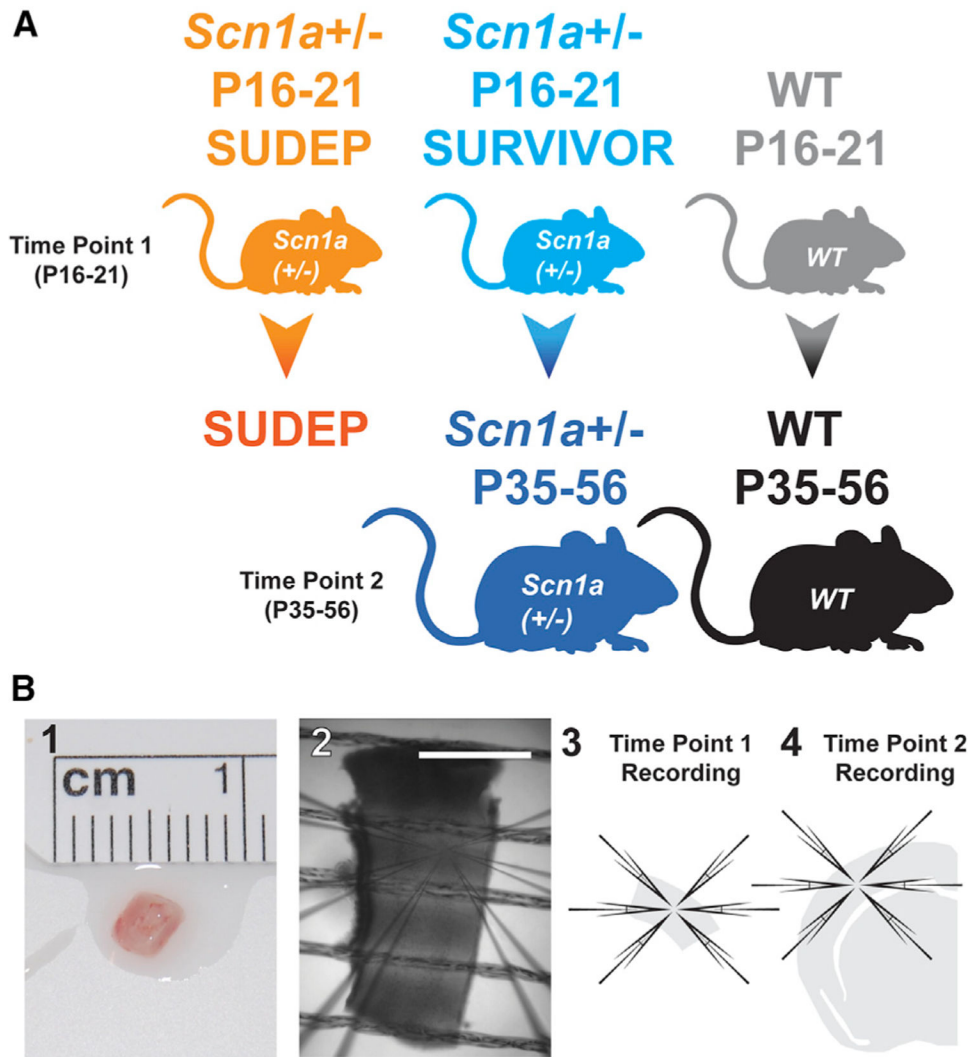 A
Scn1a+/-
P16-21
SUDEP
Scn1a+/-
P16-21
SURVIVOR
WT
P16-21
Time Point 1
(P16-21)
Scn1a
(+/-)
Scn1a
(+/-)
WT
SUDEP
Scn1a+/-
P35-56
WT
P35-56
Time Point 2
(P35-56)
Scn1a
(+/-)
WT
B
1
cm 1
2
3 Time Point 1
Recording
4 Time Point 2
Recording